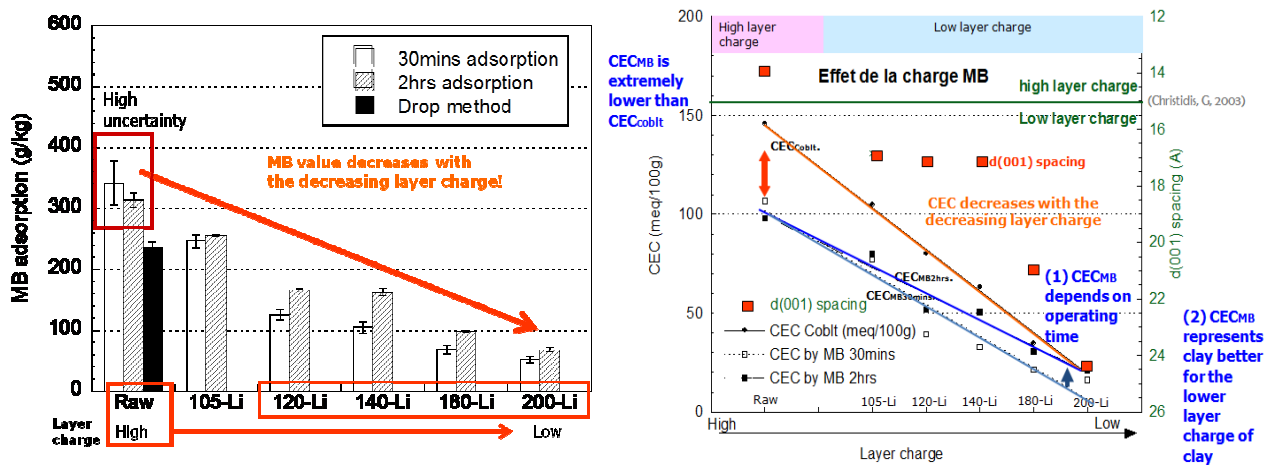 600
500
400
300
200
100
0
MB adsorption (g/kg)
30mins adsorption
2hrs adsorption
Drop method
High
uncertainty
MB value decreases with
the decreasing layer charge!
Raw
105-Li
120-Li
140-Li
180-Li
200-Li
Layer
charge
High
Low
CECMB is
extremely
lower than
CECcoblt
200
150
100
50
0
CEC (meq/100g)
High layer
charge
Low layer charge
Effet de la charge MB
high layer charge
Low layer charge
(Christidis, G, 2003)
CECCoblt.
d(001) spacing
CEC decreases with the
decreasing layer charge
CECMB2hrs.
CECMB30mins.
(1) CECMB
depends on
operating
time
d(001) spacing
CEC Coblt (meq/100g)
CEC by MB 30mins
CEC by MB 2hrs
12
14
16
18
20
22
24
26
d(001) spacing (A)
(2) CECMB
represents
clay better
for the
lower
layer
charge of
clay
Raw
105-Li
120-Li
140-Li
180-Li
200-Li
High
Low
Layer charge